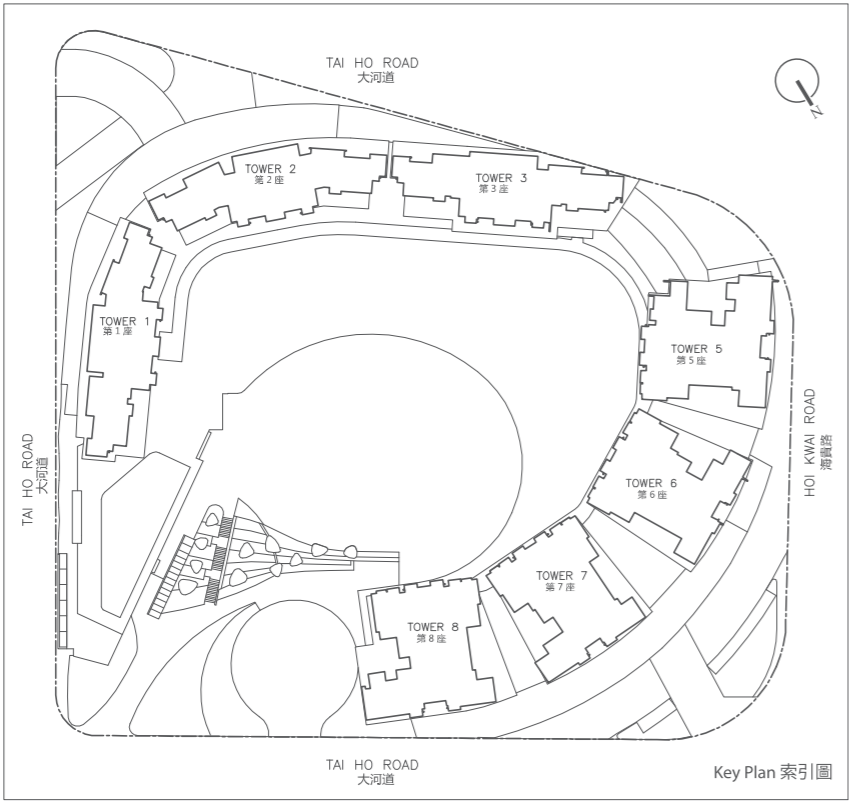 TAI HO ROAD
大河道
N
TOWER 2
第2座
TOWER 3
第3座
TOWER 1
第1座
TOWER 5
第5座
TAI HO ROAD
大河道
HOI KWAI ROAD
海貴路
TOWER 6
第6座
TOWER 7
第7座
TOWER 8
第8座
TAI HO ROAD
大河道
Key Plan 索引圖